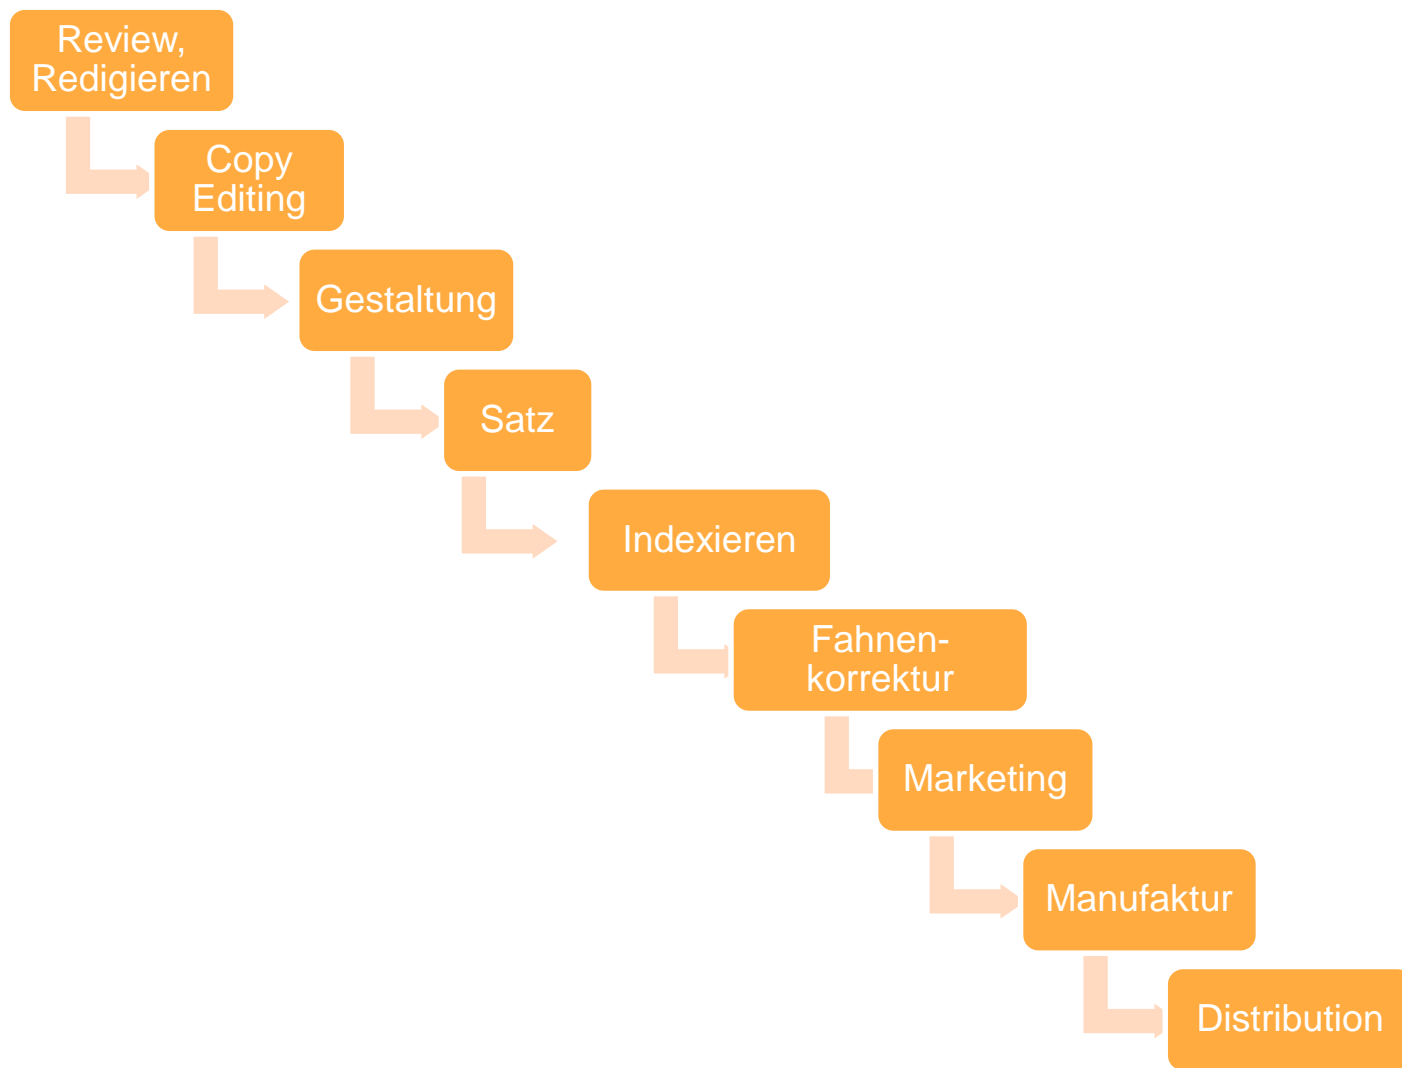 Review,
Redigieren
Copy
Editing
Gestaltung
Satz
Indexieren
Fahnen-
korrektur
Marketing
Manufaktur
Distribution